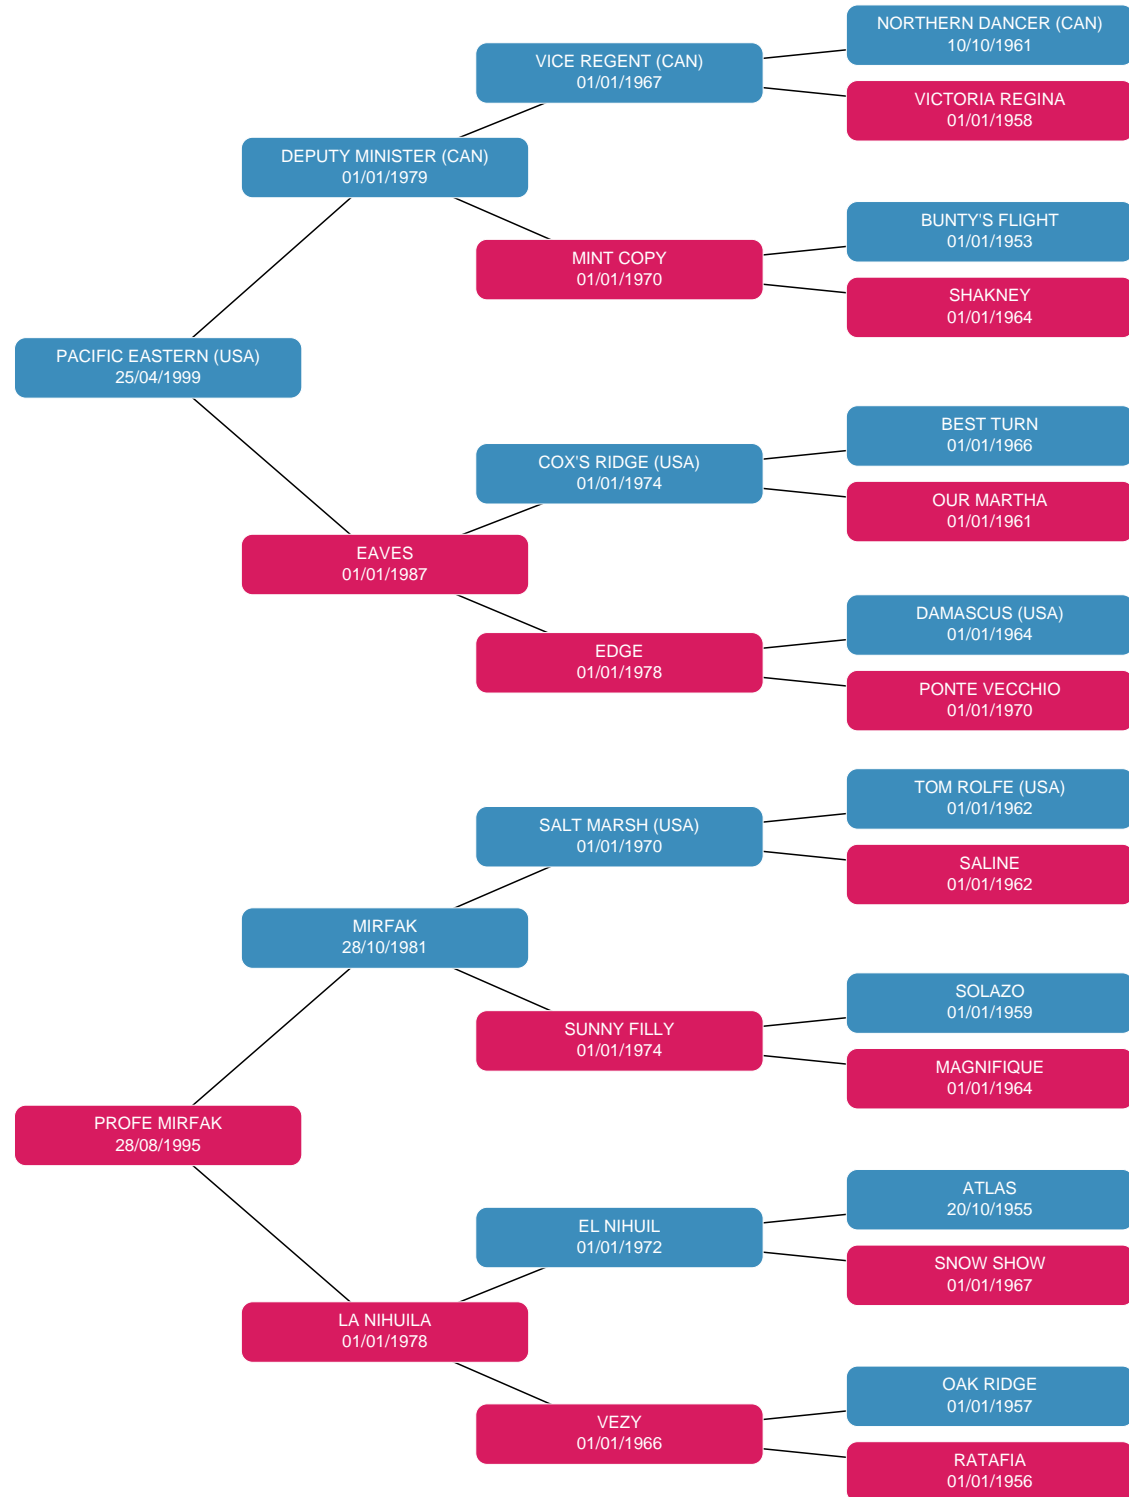 NORTHERN DANCER (CAN)
10/10/1961
VICE REGENT (CAN)
01/01/1967
VICTORIA REGINA
01/01/1958
DEPUTY MINISTER (CAN)
01/01/1979
BUNTY'S FLIGHT
01/01/1953
MINT COPY
01/01/1970
SHAKNEY
01/01/1964
PACIFIC EASTERN (USA)
25/04/1999
BEST TURN
01/01/1966
COX'S RIDGE (USA)
01/01/1974
OUR MARTHA
01/01/1961
EAVES
01/01/1987
DAMASCUS (USA)
01/01/1964
EDGE
01/01/1978
PONTE VECCHIO
01/01/1970
TOM ROLFE (USA)
01/01/1962
SALT MARSH (USA)
01/01/1970
SALINE
01/01/1962
MIRFAK
28/10/1981
SOLAZO
01/01/1959
SUNNY FILLY
01/01/1974
MAGNIFIQUE
01/01/1964
PROFE MIRFAK
28/08/1995
ATLAS
20/10/1955
EL NIHUIL
01/01/1972
SNOW SHOW
01/01/1967
LA NIHUILA
01/01/1978
OAK RIDGE
01/01/1957
VEZY
01/01/1966
RATAFIA
01/01/1956